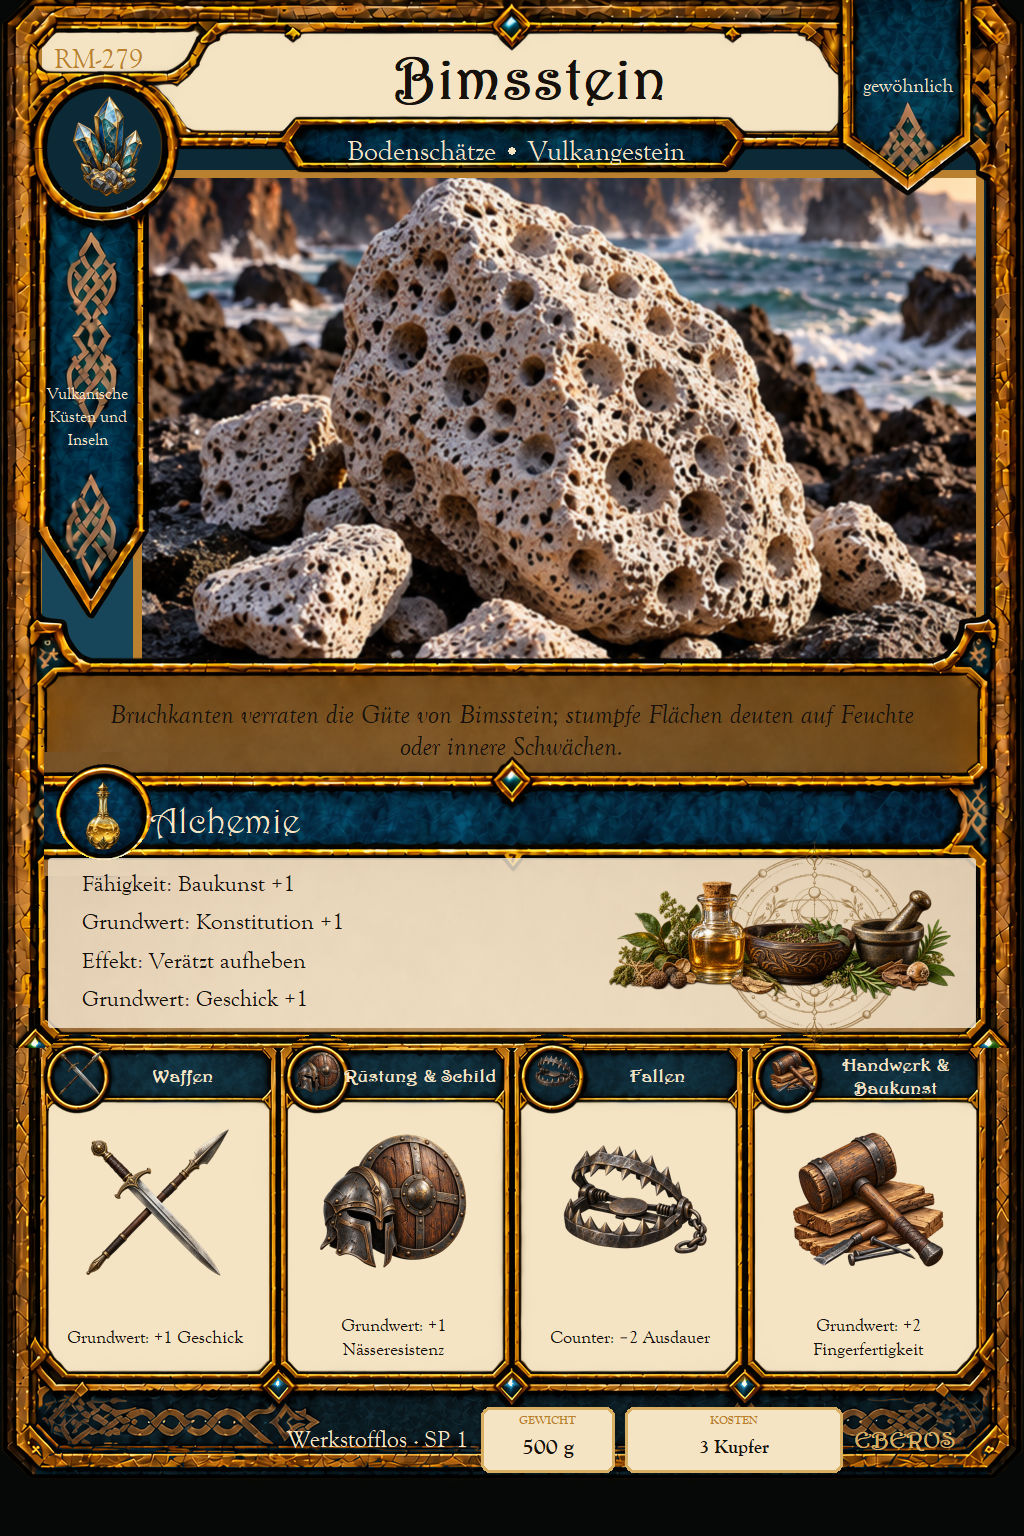 RM-279
Bimsstein
gewöhnlich
Bodenschätze • Vulkangestein
Vulkanische
Küsten und
Inseln
Bruchkanten verraten die Güte von Bimsstein; stumpfe Flächen deuten auf Feuchte
oder innere Schwächen.
Alchemie
Fähigkeit: Baukunst +1
Grundwert: Konstitution +1
Effekt: Verätzt aufheben
Grundwert: Geschick +1
Waffen
Grundwert: +1 Geschick
Rüstung & Schild
Grundwert: +1
Nässeresistenz
Fallen
Counter: −2 Ausdauer
Handwerk &
Baukunst
Grundwert: +2
Fingerfertigkeit
Werkstofflos · SP 1
GEWICHT
500 g
KOSTEN
3 Kupfer
EBEROS